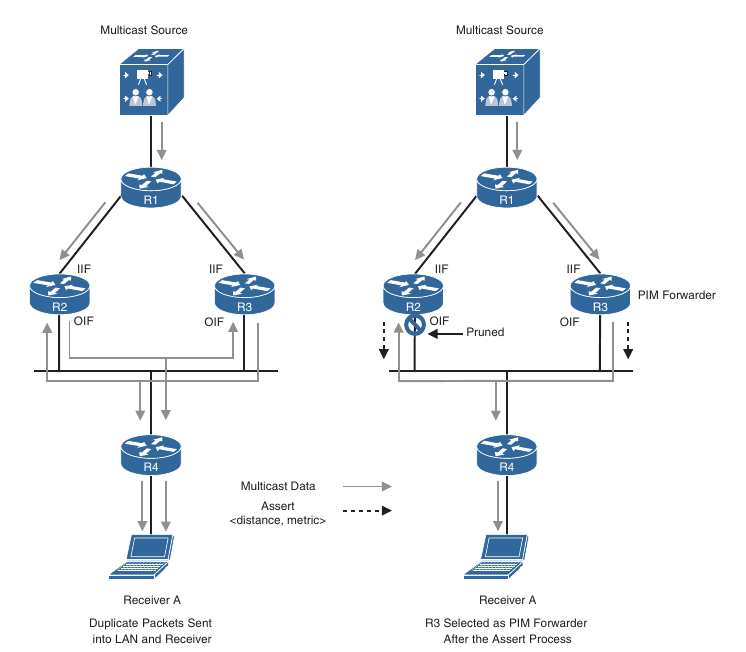 Multicast Source
Multicast Source
R1
R1
IIF
IIF
IIF
IIF
R2
R3
R2
R3
PIM Forwarder
OIF
OIF
OIF
OIF
Pruned
R4
R4
Multicast Data
Assert
<distance, metric>
Receiver A
Receiver A
Duplicate Packets Sent
into LAN and Receiver
R3 Selected as PIM Forwarder
After the Assert Process